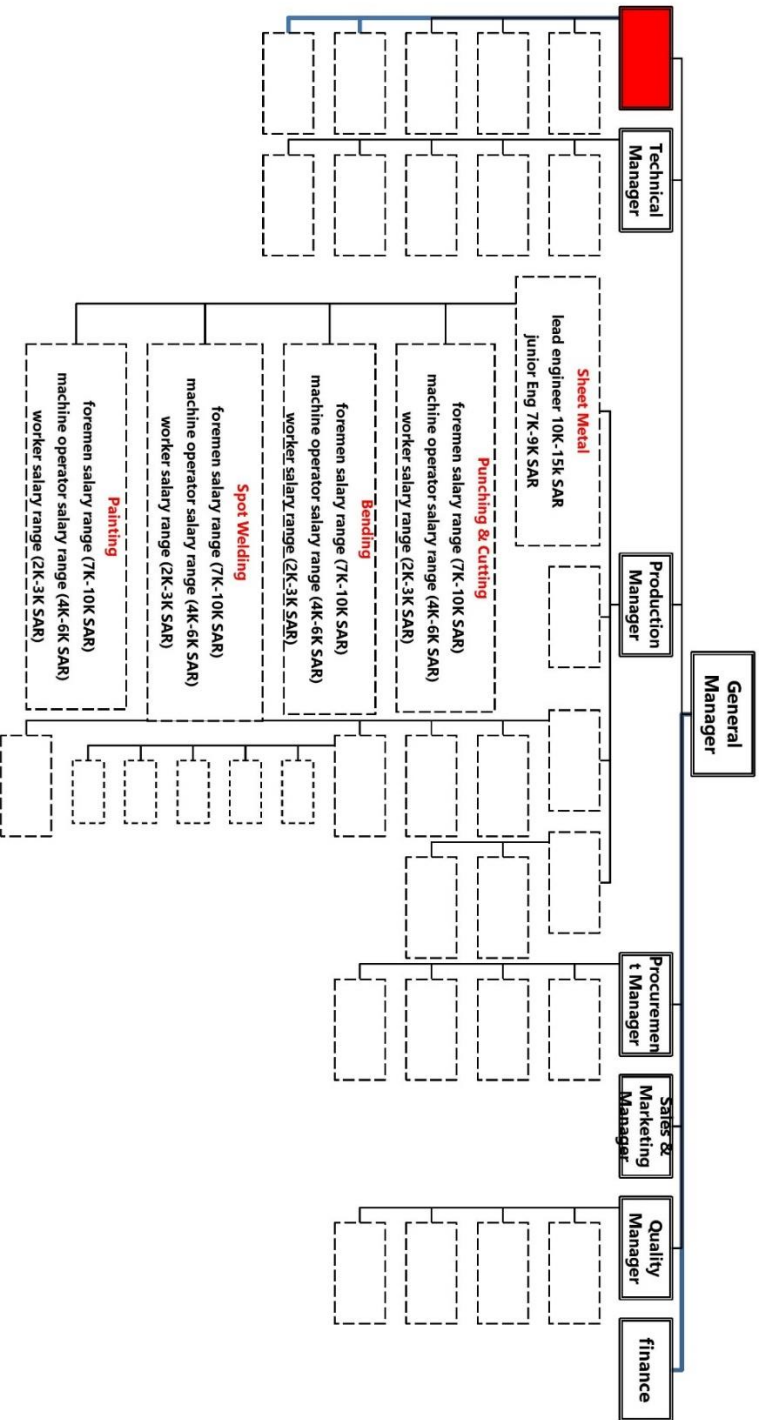 General
Manager
Technical
Manager
Production
Manager
Procuremen
t Manager
Sales &
Marketing
Manager
Quality
Manager
finance
Sheet Metal
lead engineer 10K-15k SAR
junior Eng 7K-9K SAR
Punching & Cutting
foremen salary range (7K-10K SAR)
machine operator salary range (4K-6K SAR)
worker salary range (2K-3K SAR)
Bending
foremen salary range (7K-10K SAR)
machine operator salary range (4K-6K SAR)
worker salary range (2K-3K SAR)
Spot Welding
foremen salary range (7K-10K SAR)
machine operator salary range (4K-6K SAR)
worker salary range (2K-3K SAR)
Painting
foremen salary range (7K-10K SAR)
machine operator salary range (4K-6K SAR)
worker salary range (2K-3K SAR)